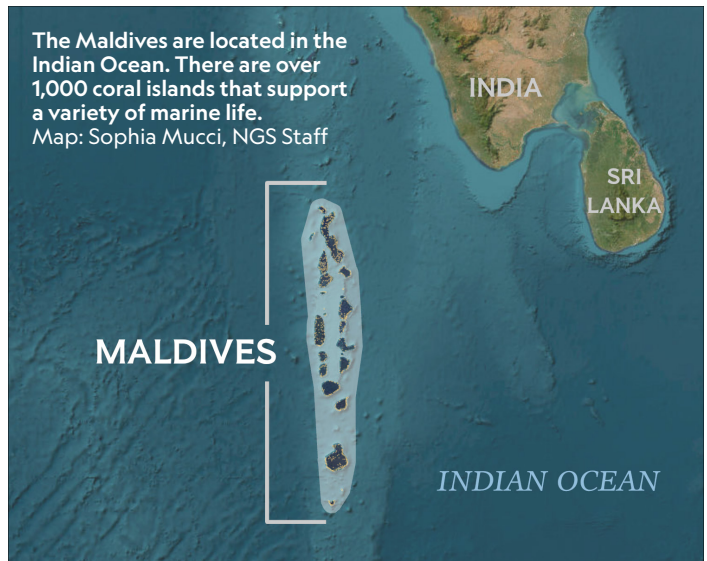 The Maldives are located in the
Indian Ocean. There are over
1,000 coral islands that support
a variety of marine life.
Map: Sophia Mucci, NGS Staff
INDIA
SRI
LANKA
MALDIVES
INDIAN OCEAN